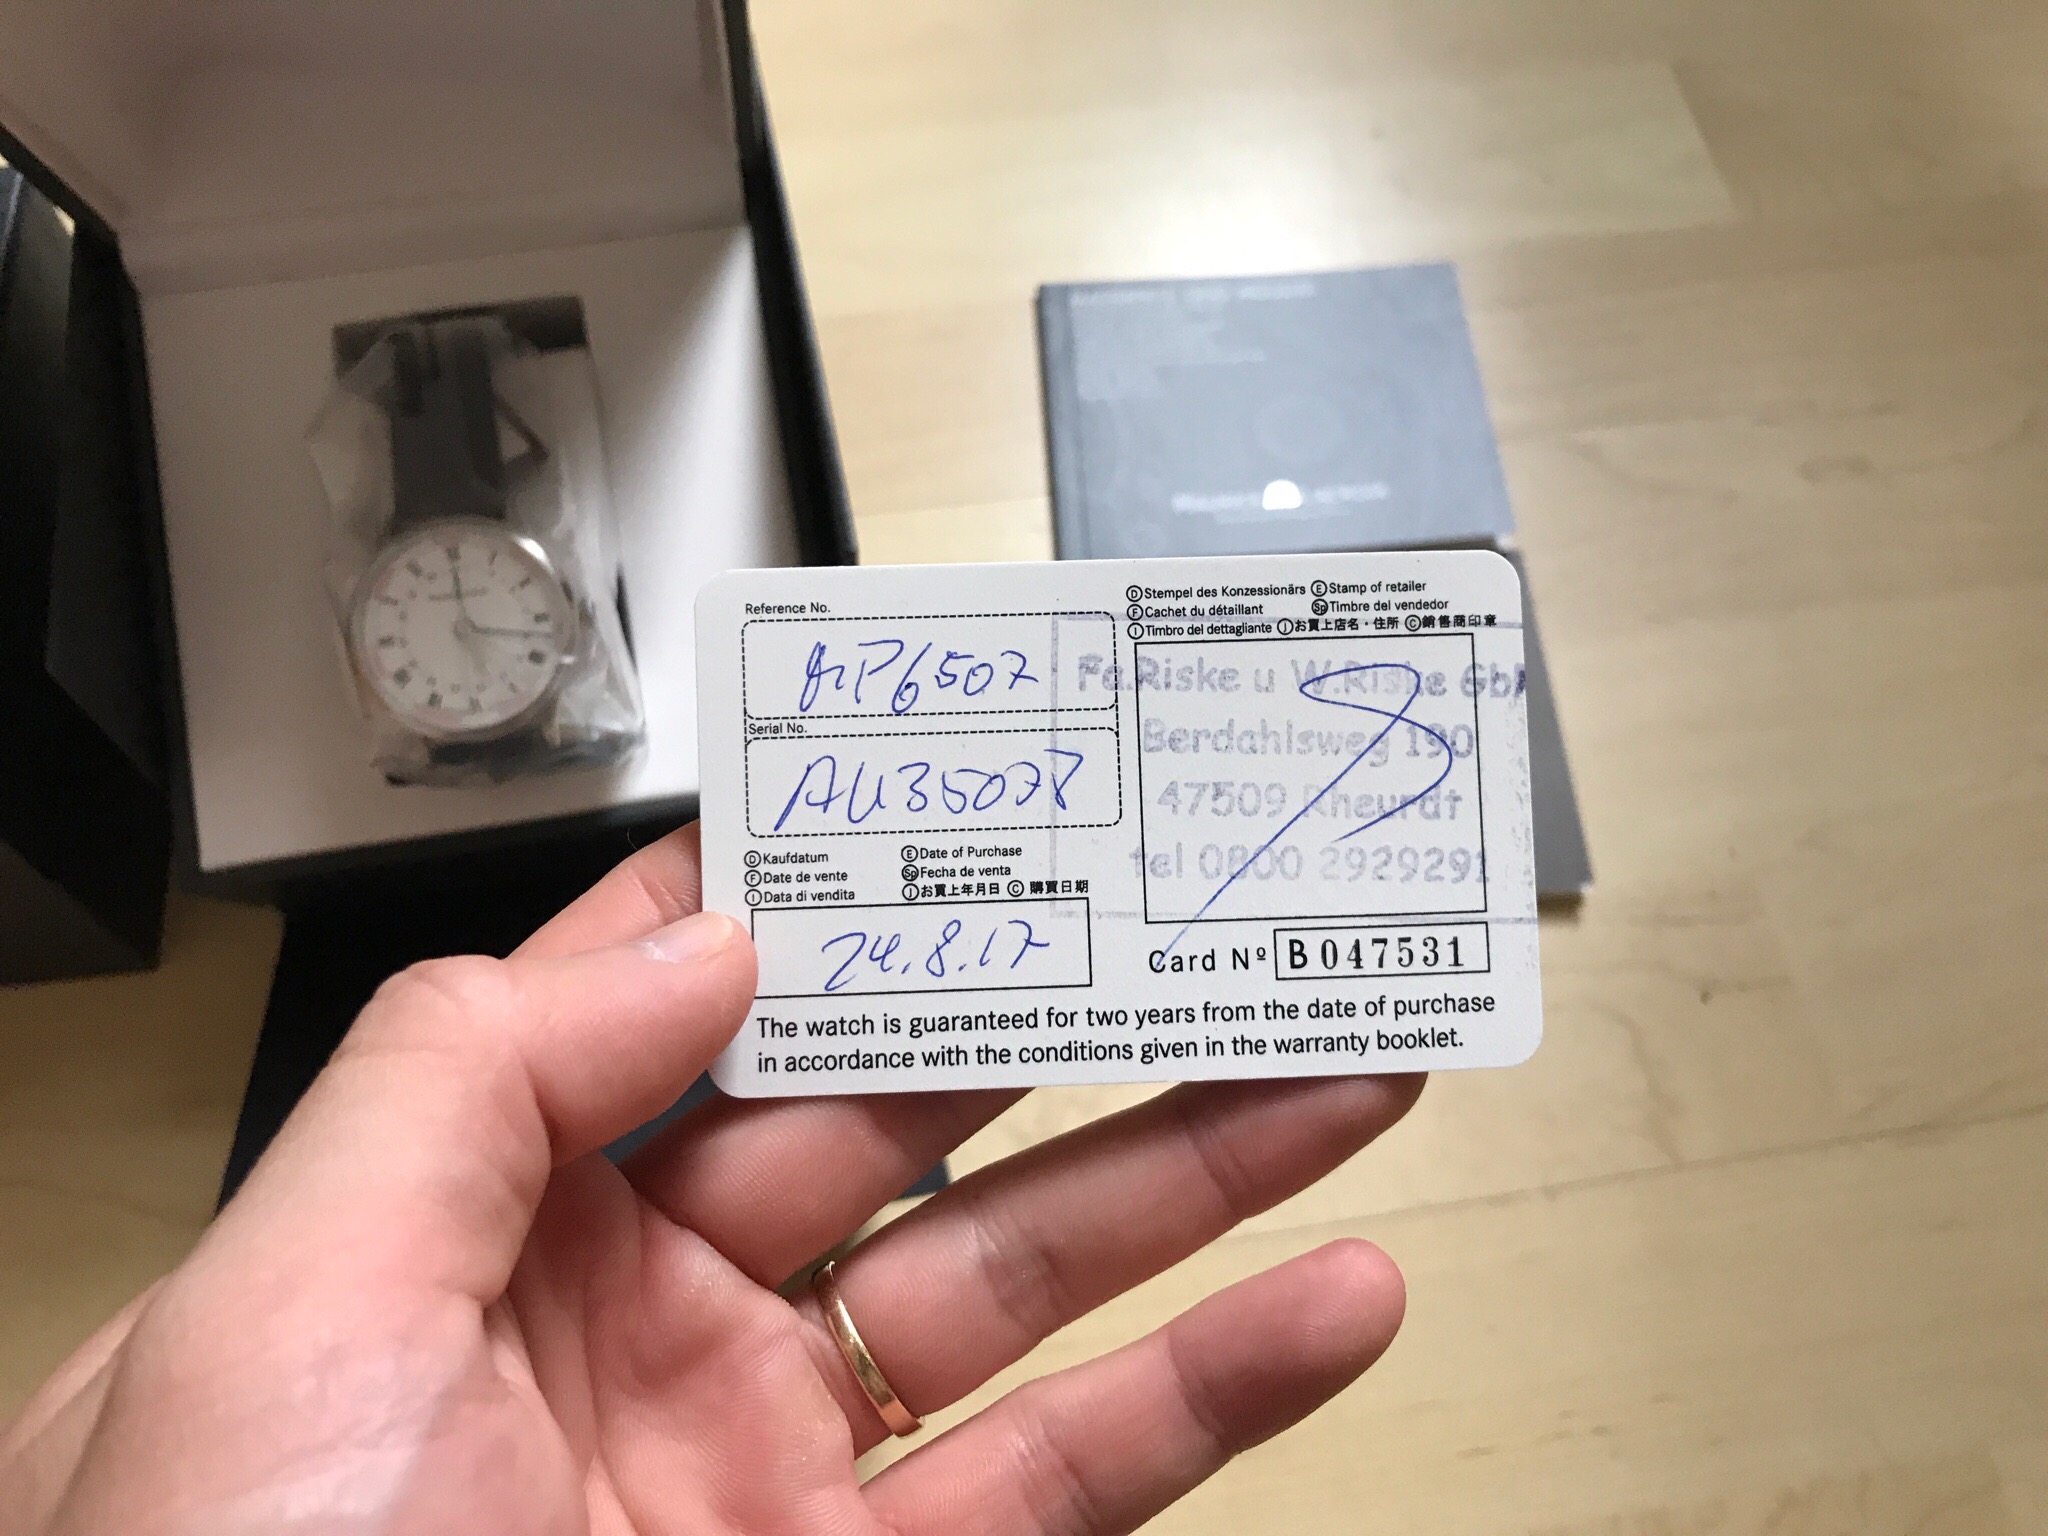 Reference No.
AP6507
Serial No.
AU35078
Ⓓ Kaufdatum Ⓔ Date of Purchase
Ⓕ Date de vente Sp Fecha de venta
Ⓘ Data di vendita Ⓙ お買上年月日 Ⓒ 購買日期
24.8.17
Ⓓ Stempel des Konzessionärs Ⓔ Stamp of retailer
Ⓕ Cachet du détaillant Sp Timbre del vendedor
Ⓘ Timbro del dettagliante Ⓙ お買上店名・住所 Ⓒ 銷售商印章
Fa.Riske u W.Riske GbR
Berdahlsweg 190
47509 Rheurdt
tel 0800 2929291
Card Nº B047531
The watch is guaranteed for two years from the date of purchase
in accordance with the conditions given in the warranty booklet.